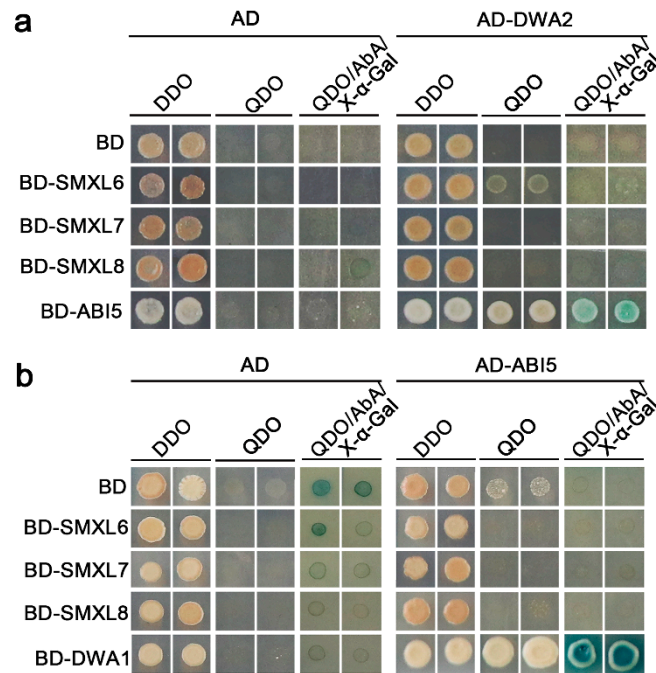 a
AD AD-DWA2
DDO QDO QDO/AbA/ X-α-Gal DDO QDO QDO/AbA/ X-α-Gal
BD
BD-SMXL6
BD-SMXL7
BD-SMXL8
BD-ABI5
b
AD AD-ABI5
DDO QDO QDO/AbA/ X-α-Gal DDO QDO QDO/AbA/ X-α-Gal
BD
BD-SMXL6
BD-SMXL7
BD-SMXL8
BD-DWA1